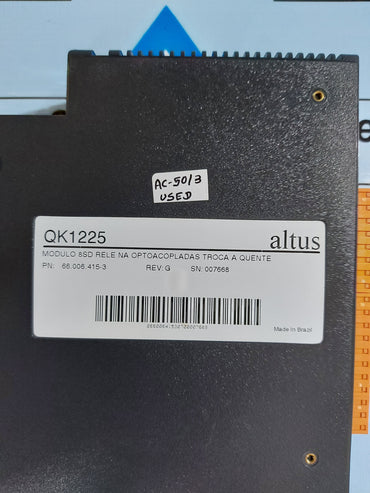 AC-5013
USED
QK1225
altus
MODULO 8SD RELE NA OPTOACOPLADAS TROCA A QUENTE
PN: 66.006.415-3 REV: G SN: 007668
Made In Brazil